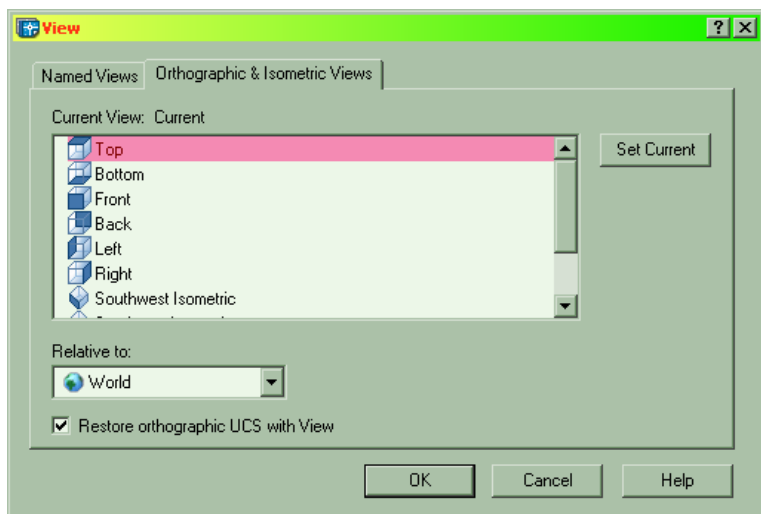 View
Named Views
Orthographic & Isometric Views
Current View: Current
Top
Set Current
Bottom
Front
Back
Left
Right
Southwest Isometric
Relative to:
World
Restore orthographic UCS with View
OK
Cancel
Help